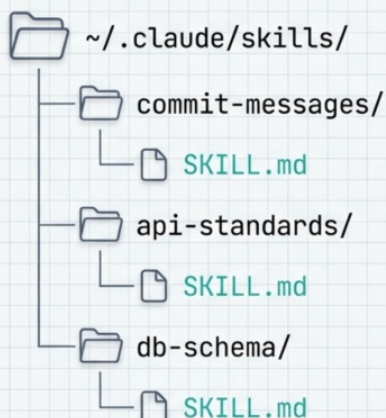 ~/.claude/skills/
commit-messages/
SKILL.md
api-standards/
SKILL.md
db-schema/
SKILL.md